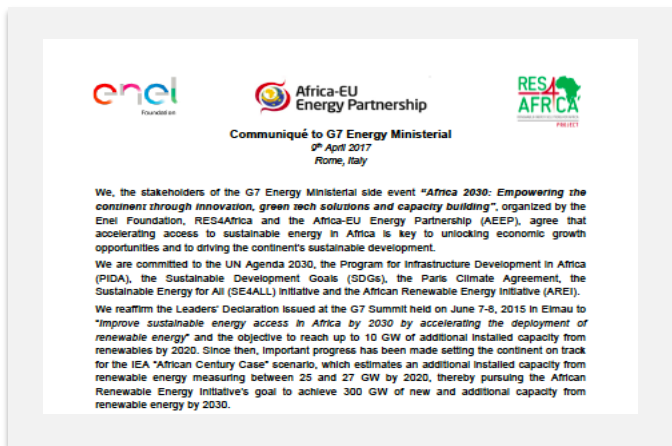 enel
Foundation
Africa-EU
Energy Partnership
RES4
AFRICA
PROJECT
Communiqué to G7 Energy Ministerial
9th April 2017
Rome, Italy
We, the stakeholders of the G7 Energy Ministerial side event "Africa 2030: Empowering the
continent through innovation, green tech solutions and capacity building", organized by the
Enel Foundation, RES4Africa and the Africa-EU Energy Partnership (AEEP), agree that
accelerating access to sustainable energy in Africa is key to unlocking economic growth
opportunities and to driving the continent's sustainable development.
We are committed to the UN Agenda 2030, the Program for Infrastructure Development in Africa
(PIDA), the Sustainable Development Goals (SDGs), the Paris Climate Agreement, the
Sustainable Energy for All (SE4ALL) Initiative and the African Renewable Energy Initiative (AREI).
We reaffirm the Leaders' Declaration issued at the G7 Summit held on June 7-8, 2015 in Elmau to
"Improve sustainable energy access in Africa by 2030 by accelerating the deployment of
renewable energy" and the objective to reach up to 10 GW of additional installed capacity from
renewables by 2020. Since then, important progress has been made setting the continent on track
for the IEA "African Century Case" scenario, which estimates an additional installed capacity from
renewable energy measuring between 25 and 27 GW by 2020, thereby pursuing the African
Renewable Energy Initiative's goal to achieve 300 GW of new and additional capacity from
renewable energy by 2030.